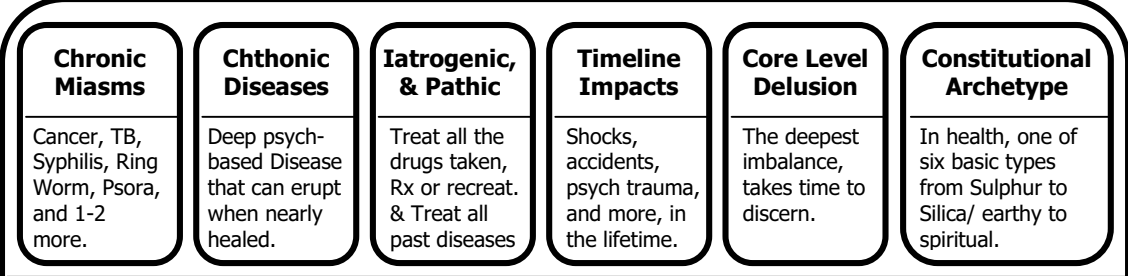 Chronic
Miasms
Cancer, TB,
Syphilis, Ring
Worm, Psora,
and 1-2
more.
Chthonic
Diseases
Deep psych-
based Disease
that can erupt
when nearly
healed.
Iatrogenic,
& Pathic
Treat all the
drugs taken,
Rx or recreat.
& Treat all
past diseases
Timeline
Impacts
Shocks,
accidents,
psych trauma,
and more, in
the lifetime.
Core Level
Delusion
The deepest
imbalance,
takes time to
discern.
Constitutional
Archetype
In health, one of
six basic types
from Sulphur to
Silica/ earthy to
spiritual.